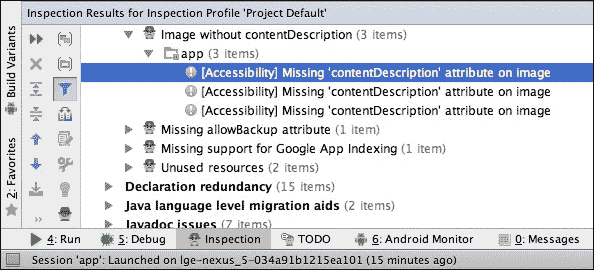 Inspection Results for Inspection Profile 'Project Default'
Build Variants
2: Favorites
Image without contentDescription (3 items)
app (3 items)
[Accessibility] Missing 'contentDescription' attribute on image
[Accessibility] Missing 'contentDescription' attribute on image
[Accessibility] Missing 'contentDescription' attribute on image
Missing allowBackup attribute (1 item)
Missing support for Google App Indexing (1 item)
Unused resources (2 items)
Declaration redundancy (15 items)
Java language level migration aids (2 items)
Javadoc issues (7 items)
4: Run 5: Debug Inspection TODO 6: Android Monitor 0: Messages
Session 'app': Launched on lge-nexus_5-034a91b1215ea101 (15 minutes ago)